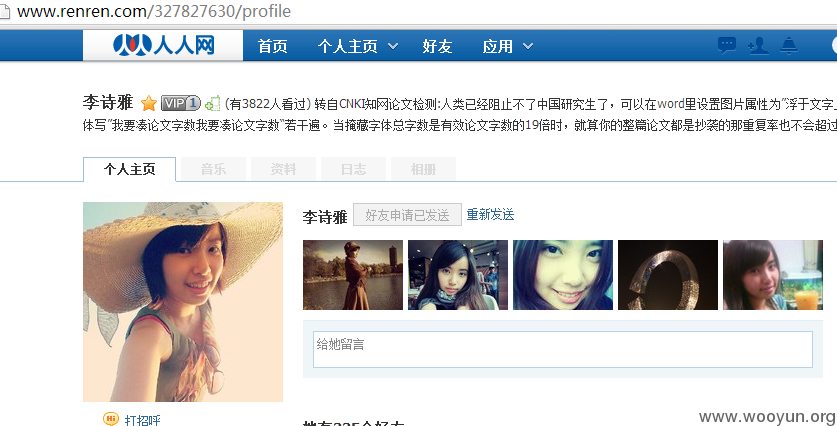 www.renren.com/327827630/profile
人人网 首页 个人主页 好友 应用
李诗雅 VIP 1 (有3822人看过) 转自CNKI知网论文检测:人类已经阻止不了中国研究生了，可以在word里设置图片属性为"浮于文字
体写"我要凑论文字数我要凑论文字数"若干遍。当掩藏字体总字数是有效论文字数的19倍时，就算你的整篇论文都是抄袭的那重复率也不会超
个人主页 音乐 资料 日志 相册
李诗雅 好友申请已发送 重新发送
给她留言
Hi 打招呼
www.wooyun.org